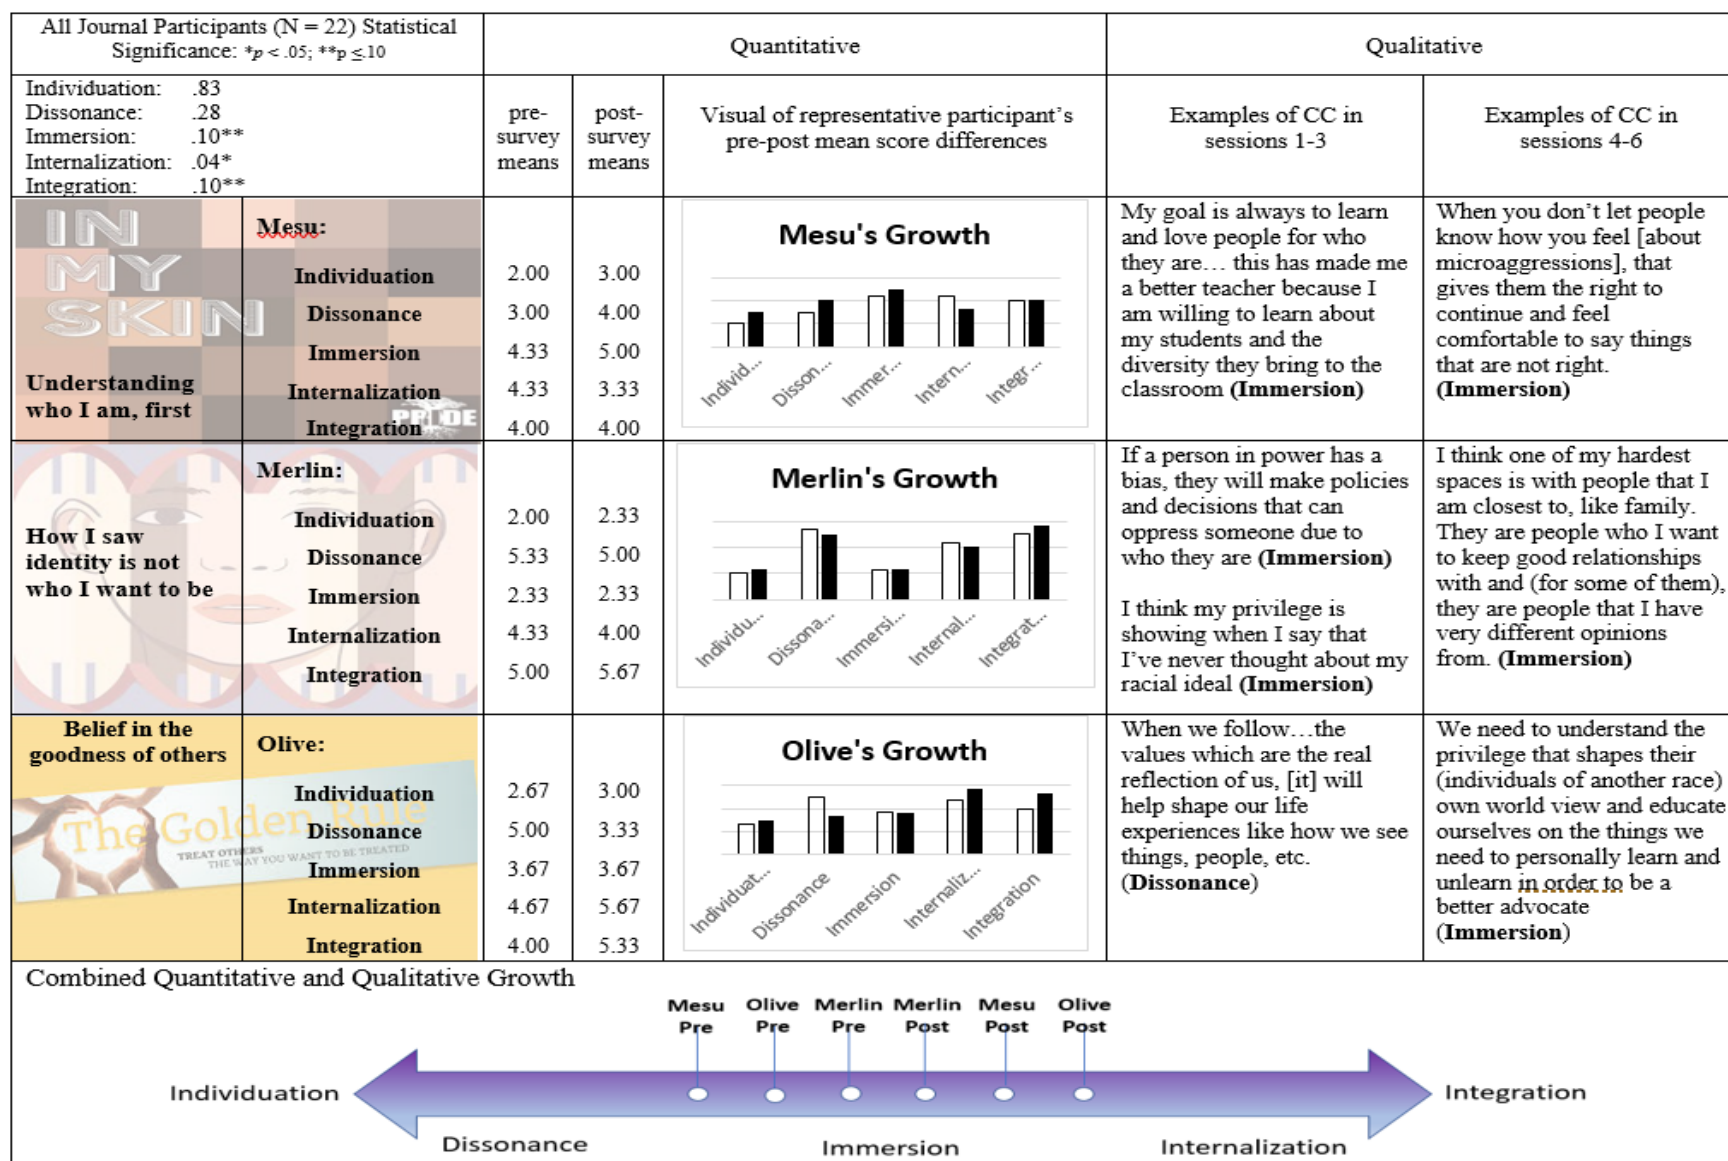 All Journal Participants (N = 22) Statistical
Significance: *p < .05; **p ≤.10
Quantitative
Qualitative
Individuation: .83
Dissonance: .28
Immersion: .10**
Internalization: .04*
Integration: .10**
pre-
survey
means
post-
survey
means
Visual of representative participant's
pre-post mean score differences
Examples of CC in
sessions 1-3
Examples of CC in
sessions 4-6
IN
MY
SKIN
PRIDE
Understanding
who I am, first
Mesu:
Individuation 2.00 3.00
Dissonance 3.00 4.00
Immersion 4.33 5.00
Internalization 4.33 3.33
Integration 4.00 4.00
Mesu's Growth
Individ...
Disson...
Immer...
Intern...
Integr...
My goal is always to learn
and love people for who
they are... this has made me
a better teacher because I
am willing to learn about
my students and the
diversity they bring to the
classroom (Immersion)
When you don't let people
know how you feel [about
microaggressions], that
gives them the right to
continue and feel
comfortable to say things
that are not right.
(Immersion)
How I saw
identity is not
who I want to be
Merlin:
Individuation 2.00 2.33
Dissonance 5.33 5.00
Immersion 2.33 2.33
Internalization 4.33 4.00
Integration 5.00 5.67
Merlin's Growth
Individu...
Dissona...
Immersi...
Internal...
Integrat...
If a person in power has a
bias, they will make policies
and decisions that can
oppress someone due to
who they are (Immersion)
I think my privilege is
showing when I say that
I've never thought about my
racial ideal (Immersion)
I think one of my hardest
spaces is with people that I
am closest to, like family.
They are people who I want
to keep good relationships
with and (for some of them),
they are people that I have
very different opinions
from. (Immersion)
Belief in the
goodness of others
The Golden Rule
TREAT OTHERS
THE WAY YOU WANT TO BE TREATED
Olive:
Individuation 2.67 3.00
Dissonance 5.00 3.33
Immersion 3.67 3.67
Internalization 4.67 5.67
Integration 4.00 5.33
Olive's Growth
Individuat...
Dissonance
Immersion
Internaliz...
Integration
When we follow...the
values which are the real
reflection of us, [it] will
help shape our life
experiences like how we see
things, people, etc.
(Dissonance)
We need to understand the
privilege that shapes their
(individuals of another race)
own world view and educate
ourselves on the things we
need to personally learn and
unlearn in order to be a
better advocate
(Immersion)
Combined Quantitative and Qualitative Growth
Mesu Olive Merlin Merlin Mesu Olive
Pre Pre Pre Post Post Post
Individuation
Integration
Dissonance
Immersion
Internalization